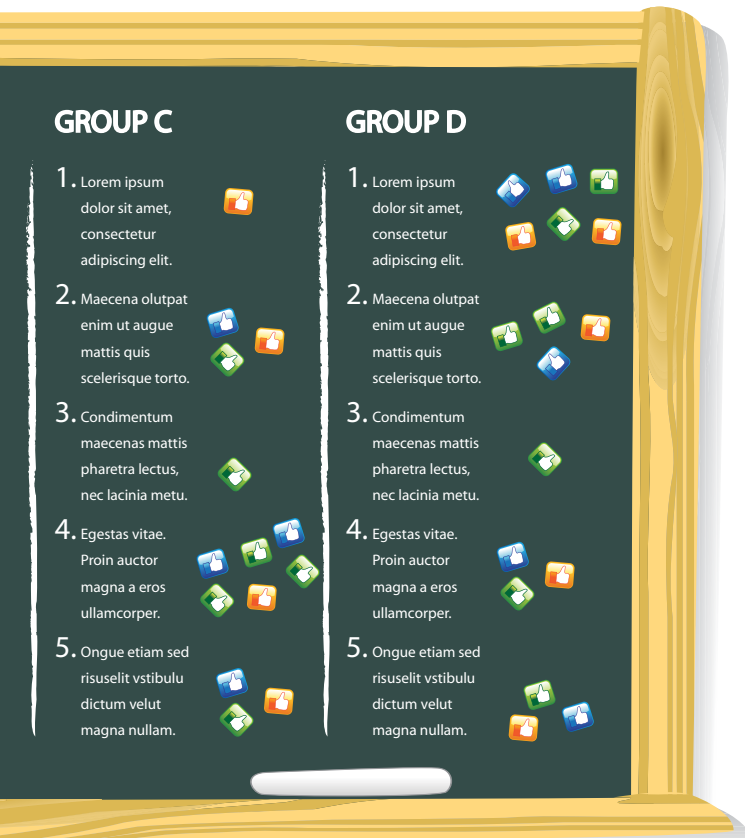 GROUP C
1. Lorem ipsum
dolor sit amet,
consectetur
adipiscing elit.
2. Maecena olutpat
enim ut augue
mattis quis
scelerisque torto.
3. Condimentum
maecenas mattis
pharetra lectus,
nec lacinia metu.
4. Egestas vitae.
Proin auctor
magna a eros
ullamcorper.
5. Ongue etiam sed
risuselit vstibulu
dictum velut
magna nullam.
GROUP D
1. Lorem ipsum
dolor sit amet,
consectetur
adipiscing elit.
2. Maecena olutpat
enim ut augue
mattis quis
scelerisque torto.
3. Condimentum
maecenas mattis
pharetra lectus,
nec lacinia metu.
4. Egestas vitae.
Proin auctor
magna a eros
ullamcorper.
5. Ongue etiam sed
risuselit vstibulu
dictum velut
magna nullam.